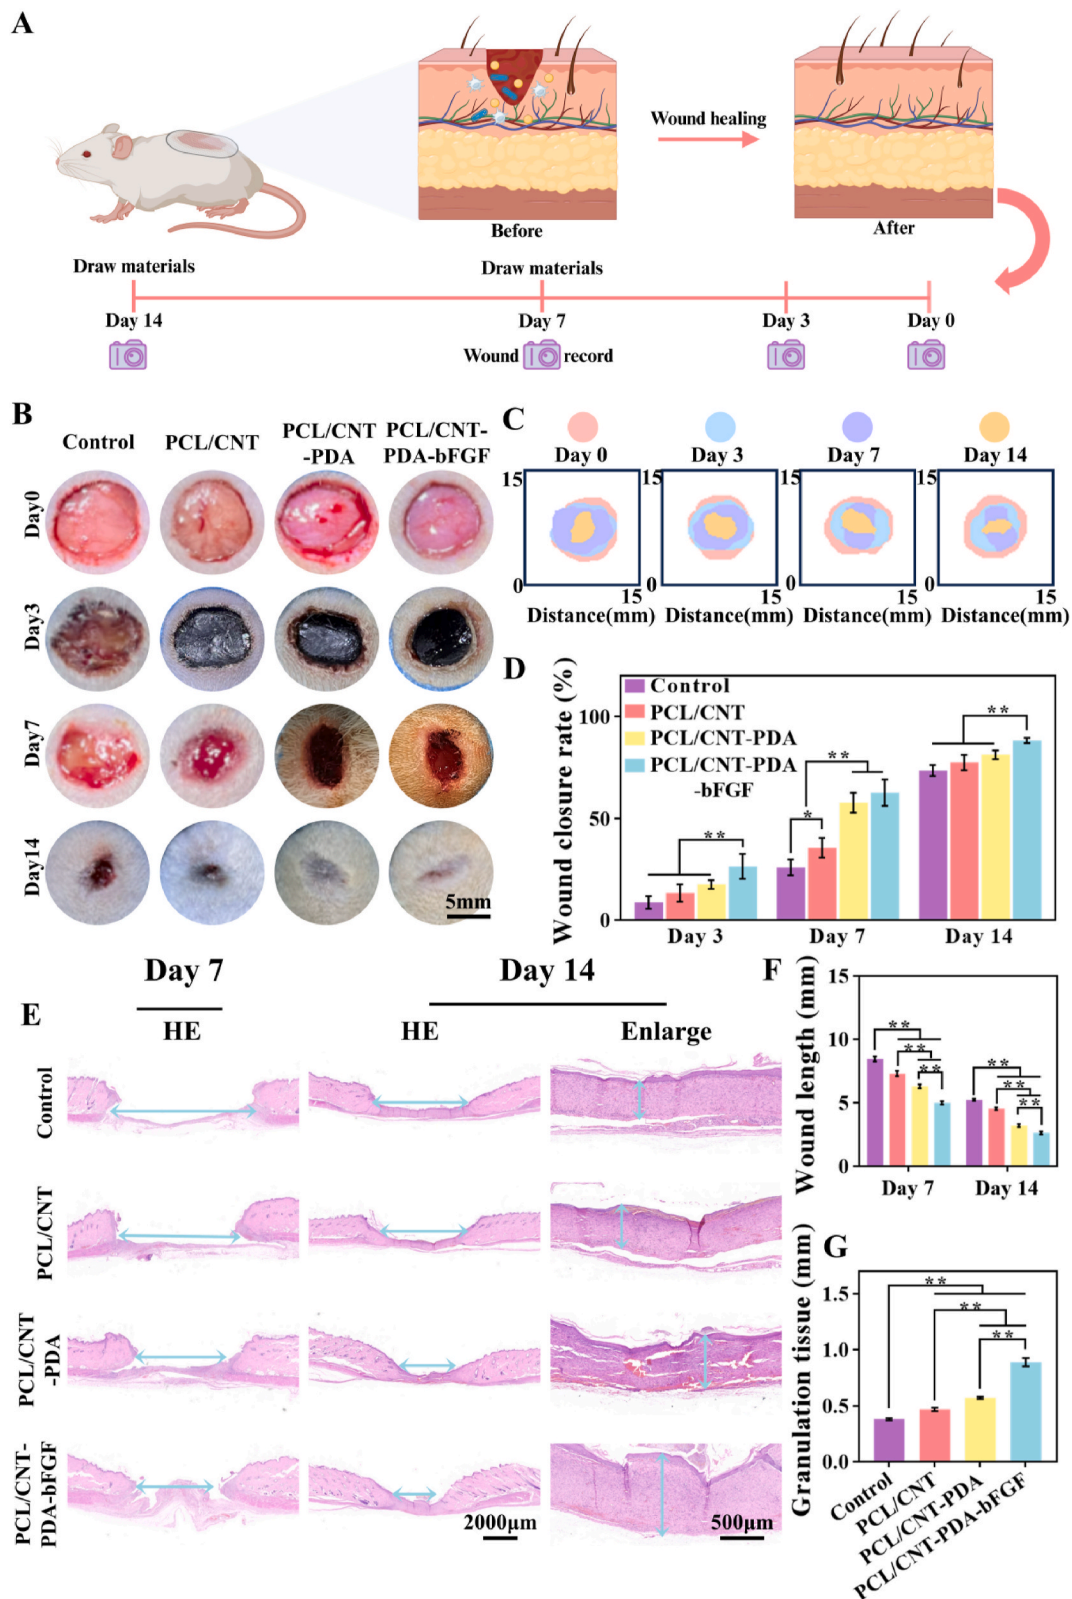 A
Wound healing
Before
After
Draw materials
Draw materials
Day 14
Day 7
Day 3
Day 0
Wound
record
B
Control
PCL/CNT
PCL/CNT
-PDA
PCL/CNT-
PDA-bFGF
Day0
Day3
Day7
Day14
5mm
C
Day 0
Day 3
Day 7
Day 14
15
15
15
15
0
0
0
0
15
15
15
15
Distance(mm)
Distance(mm)
Distance(mm)
Distance(mm)
D
Wound closure rate (%)
100
50
0
Control
PCL/CNT
PCL/CNT-PDA
PCL/CNT-PDA
-bFGF
**
*
**
**
Day 3
Day 7
Day 14
E
Day 7
Day 14
HE
HE
Enlarge
Control
PCL/CNT
PCL/CNT
-PDA
PCL/CNT-
PDA-bFGF
2000μm
500μm
F
Wound length (mm)
15
10
5
0
**
**
**
**
**
**
Day 7
Day 14
G
Granulation tissue (mm)
1.5
1.0
0.5
0.0
**
**
**
Control
PCL/CNT
PCL/CNT-PDA
PCL/CNT-PDA-bFGF